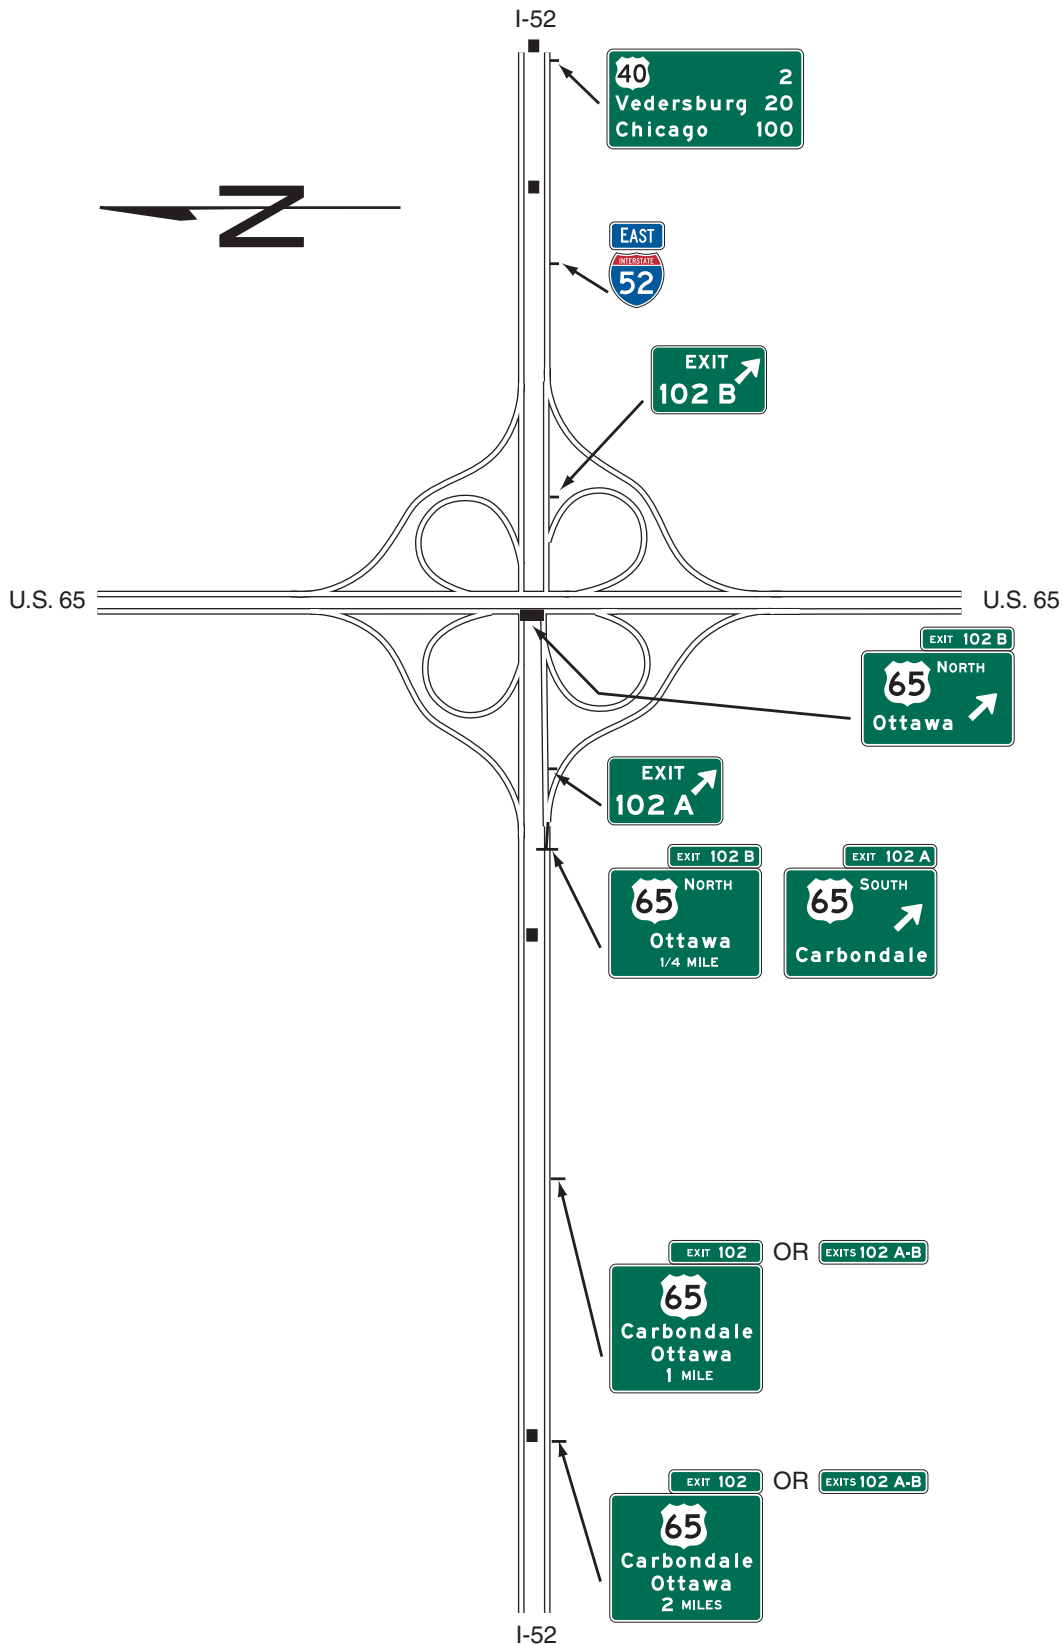 I-52
40 2
Vedersburg 20
Chicago 100
N
EAST
INTERSTATE
52
EXIT
102 B
U.S. 65
U.S. 65
EXIT 102 B
65 NORTH
Ottawa
EXIT
102 A
EXIT 102 B
65 NORTH
Ottawa
1/4 MILE
EXIT 102 A
65 SOUTH
Carbondale
EXIT 102 OR EXITS 102 A-B
65
Carbondale
Ottawa
1 MILE
EXIT 102 OR EXITS 102 A-B
65
Carbondale
Ottawa
2 MILES
I-52